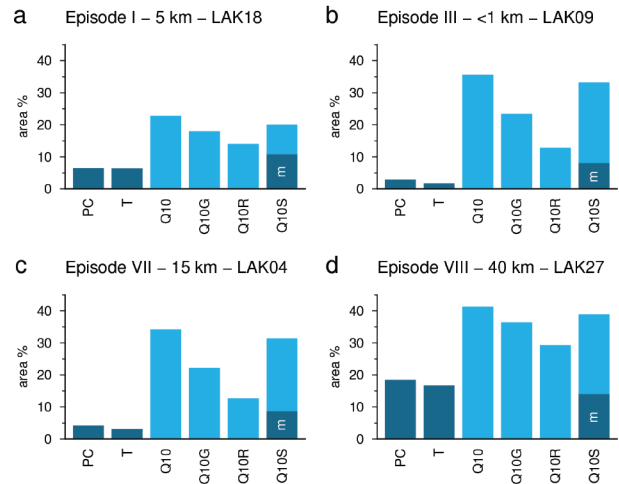 a Episode I – 5 km – LAK18
area %
40
30
20
10
0
m
PC T Q10 Q10G Q10R Q10S
b Episode III – <1 km – LAK09
area %
40
30
20
10
0
m
PC T Q10 Q10G Q10R Q10S
c Episode VII – 15 km – LAK04
area %
40
30
20
10
0
m
PC T Q10 Q10G Q10R Q10S
d Episode VIII – 40 km – LAK27
area %
40
30
20
10
0
m
PC T Q10 Q10G Q10R Q10S